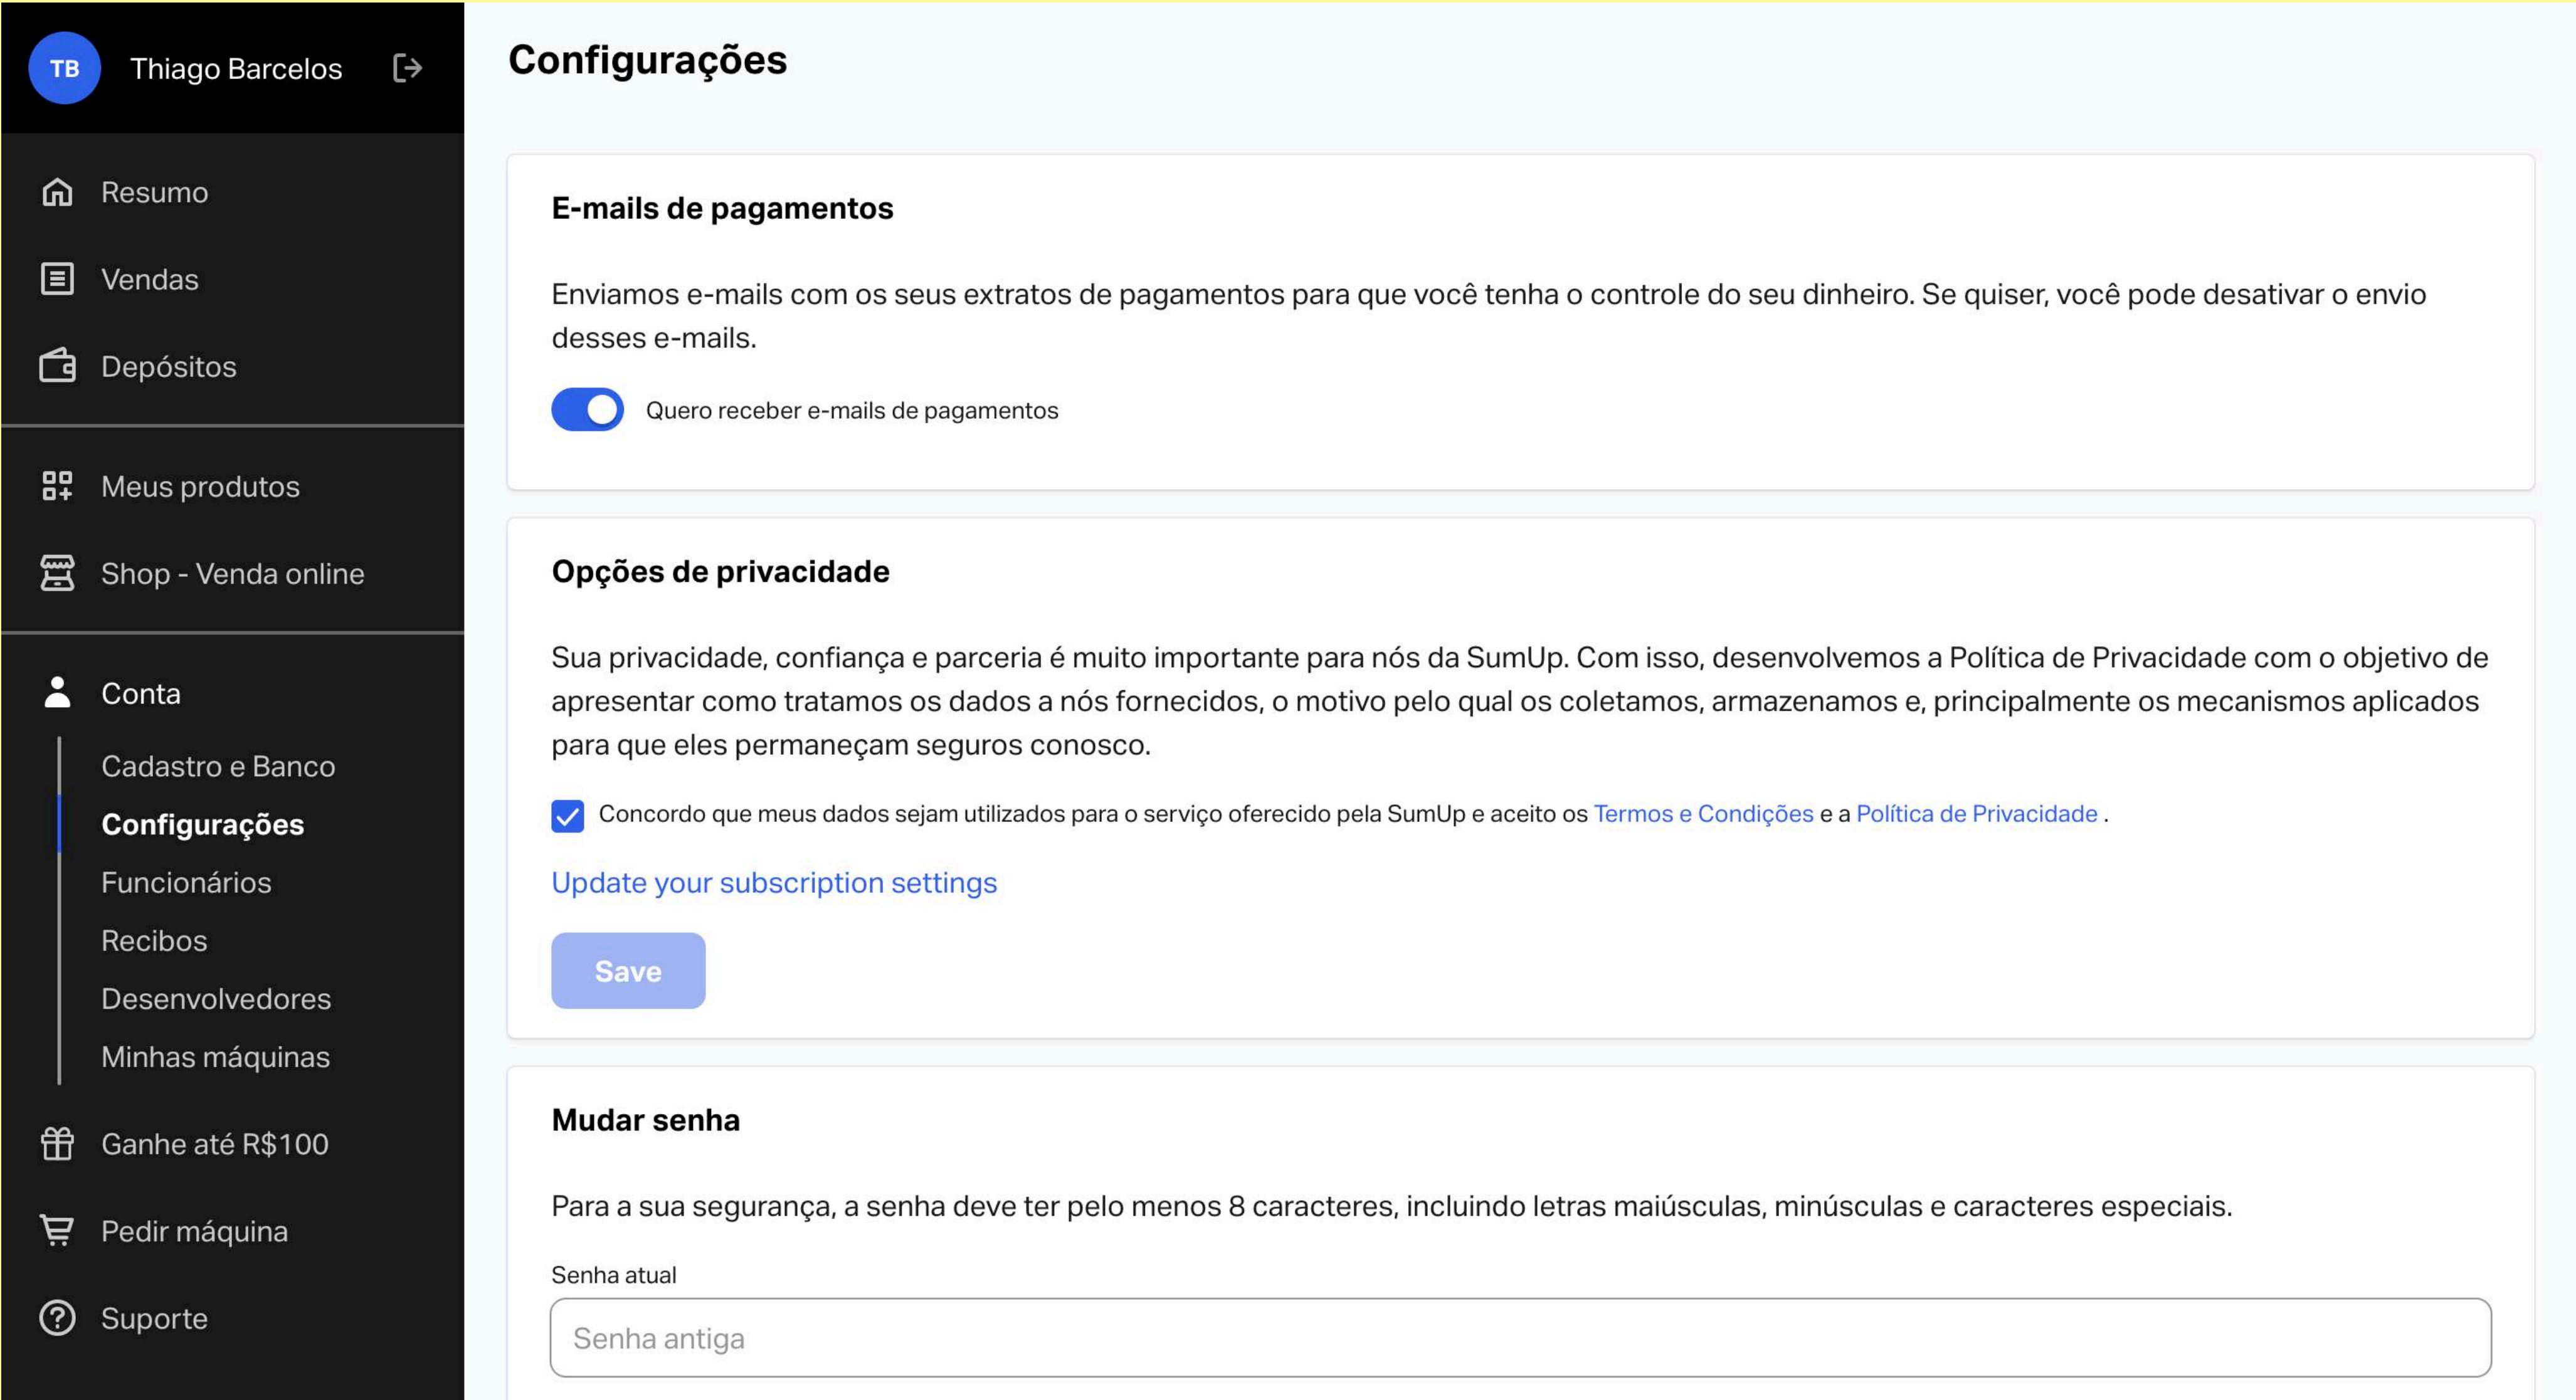 TB
Thiago Barcelos
Resumo
Vendas
Depósitos
Meus produtos
Shop - Venda online
Conta
Cadastro e Banco
Configurações
Funcionários
Recibos
Desenvolvedores
Minhas máquinas
Ganhe até R$100
Pedir máquina
Suporte
Configurações
E-mails de pagamentos
Enviamos e-mails com os seus extratos de pagamentos para que você tenha o controle do seu dinheiro. Se quiser, você pode desativar o envio
desses e-mails.
Quero receber e-mails de pagamentos
Opções de privacidade
Sua privacidade, confiança e parceria é muito importante para nós da SumUp. Com isso, desenvolvemos a Política de Privacidade com o objetivo de
apresentar como tratamos os dados a nós fornecidos, o motivo pelo qual os coletamos, armazenamos e, principalmente os mecanismos aplicados
para que eles permaneçam seguros conosco.
Concordo que meus dados sejam utilizados para o serviço oferecido pela SumUp e aceito os Termos e Condições e a Política de Privacidade .
Update your subscription settings
Save
Mudar senha
Para a sua segurança, a senha deve ter pelo menos 8 caracteres, incluindo letras maiúsculas, minúsculas e caracteres especiais.
Senha atual
Senha antiga